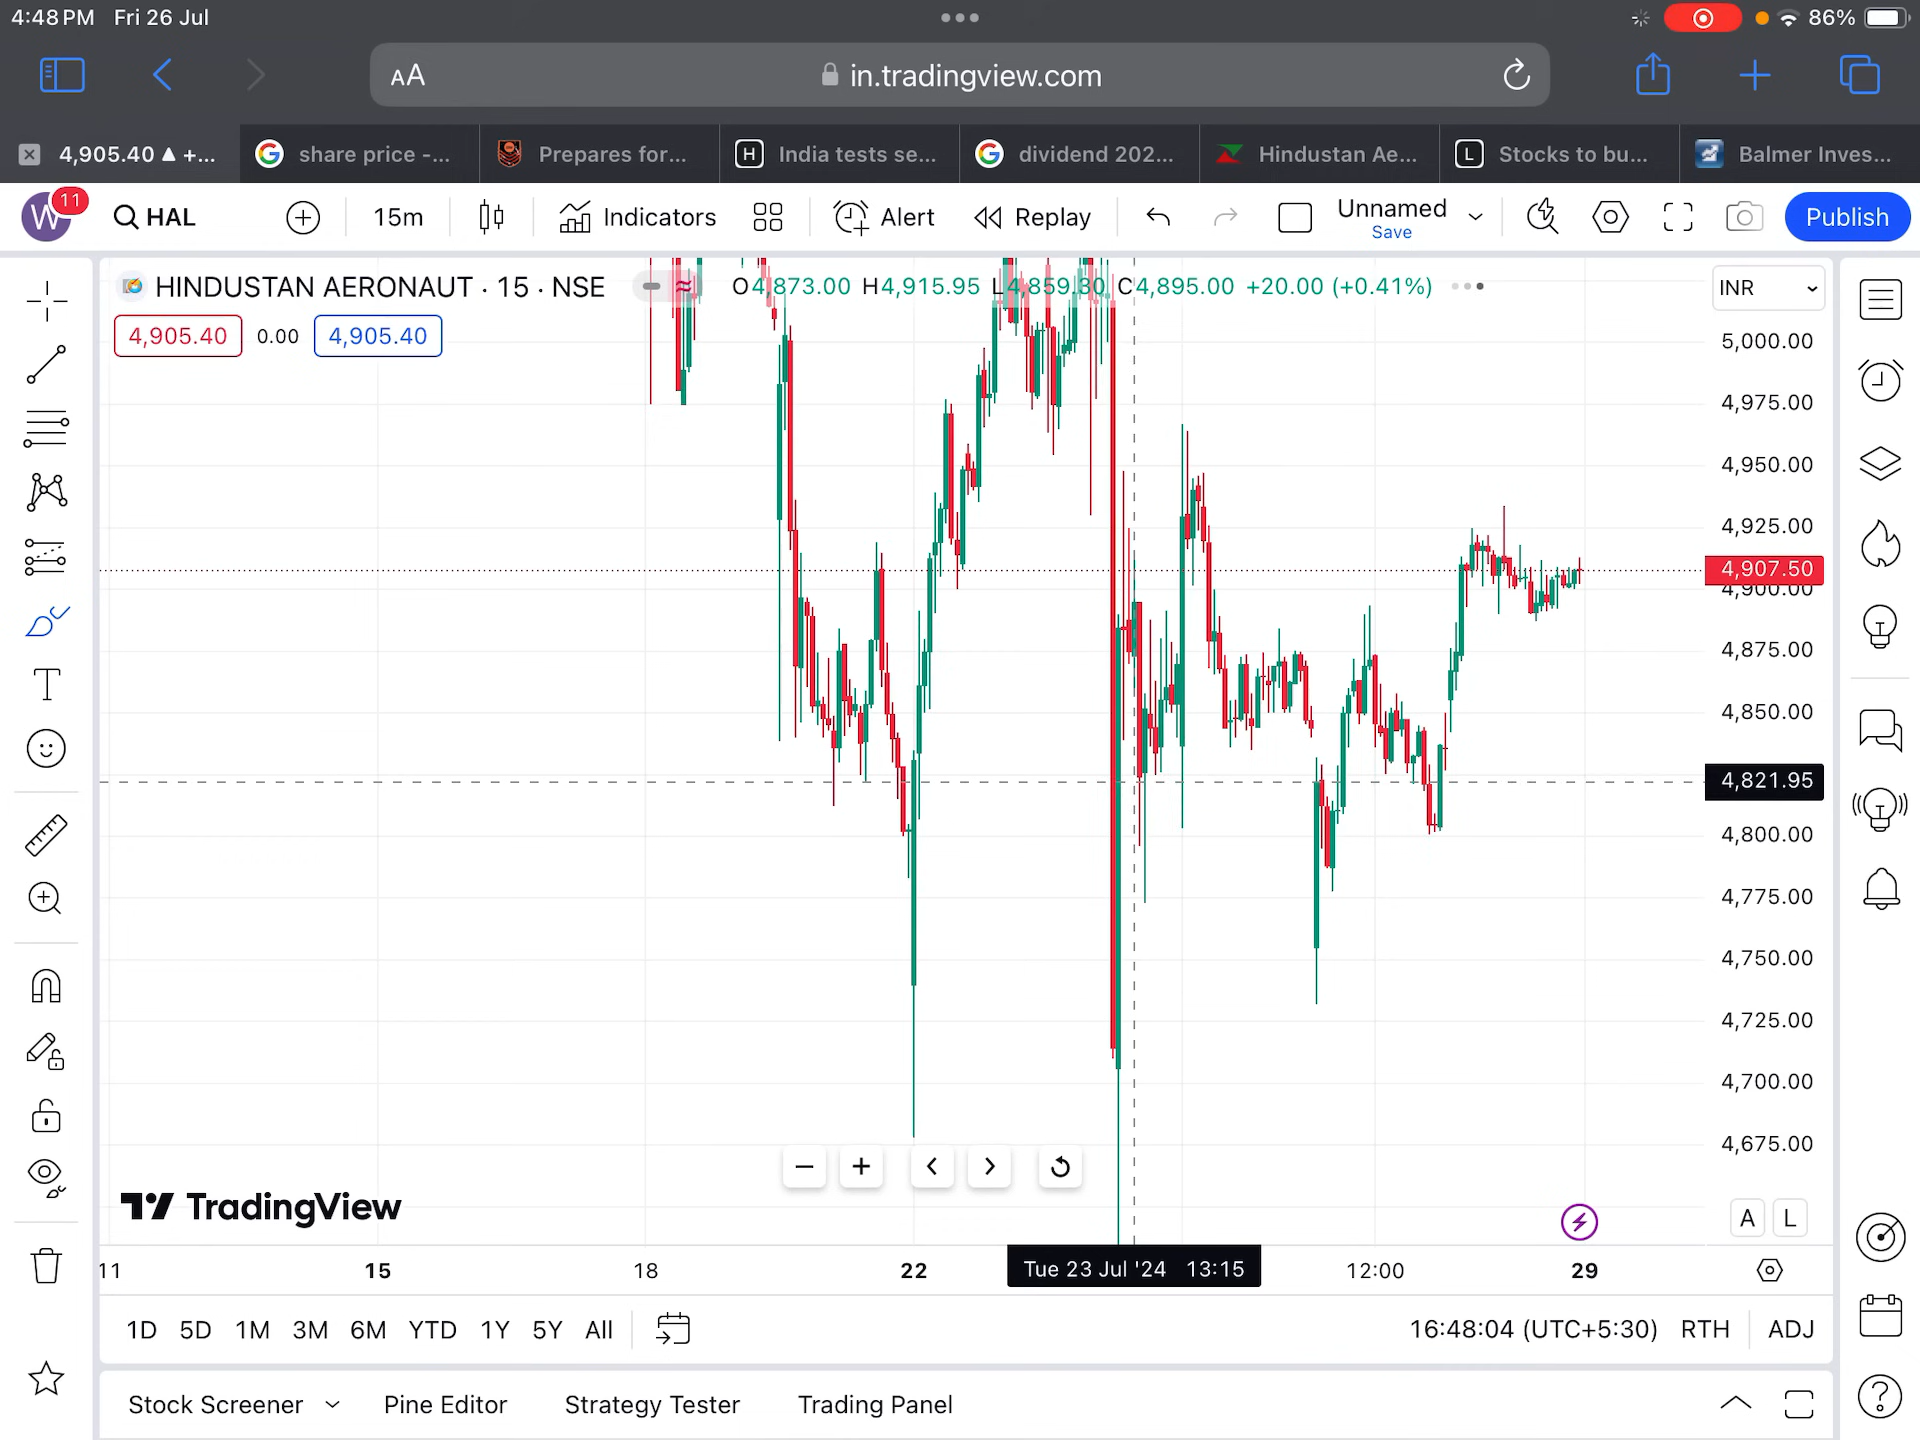 4:48 PM Fri 26 Jul
86%
AA in.tradingview.com
4,905.40 ▲ +...
share price -...
Prepares for...
H India tests se...
dividend 202...
Hindustan Ae...
L Stocks to bu...
Balmer Inves...
W 11 HAL 15m Indicators Alert Replay Unnamed Save Publish
HINDUSTAN AERONAUT · 15 · NSE O4,873.00 H4,915.95 L4,859.30 C4,895.00 +20.00 (+0.41%) INR
4,905.40 0.00 4,905.40
5,000.00
4,975.00
4,950.00
4,925.00
4,907.50
4,900.00
4,875.00
4,850.00
4,821.95
4,800.00
4,775.00
4,750.00
4,725.00
4,700.00
4,675.00
TradingView A L
11 15 18 22 Tue 23 Jul '24 13:15 12:00 29
1D 5D 1M 3M 6M YTD 1Y 5Y All 16:48:04 (UTC+5:30) RTH ADJ
Stock Screener Pine Editor Strategy Tester Trading Panel